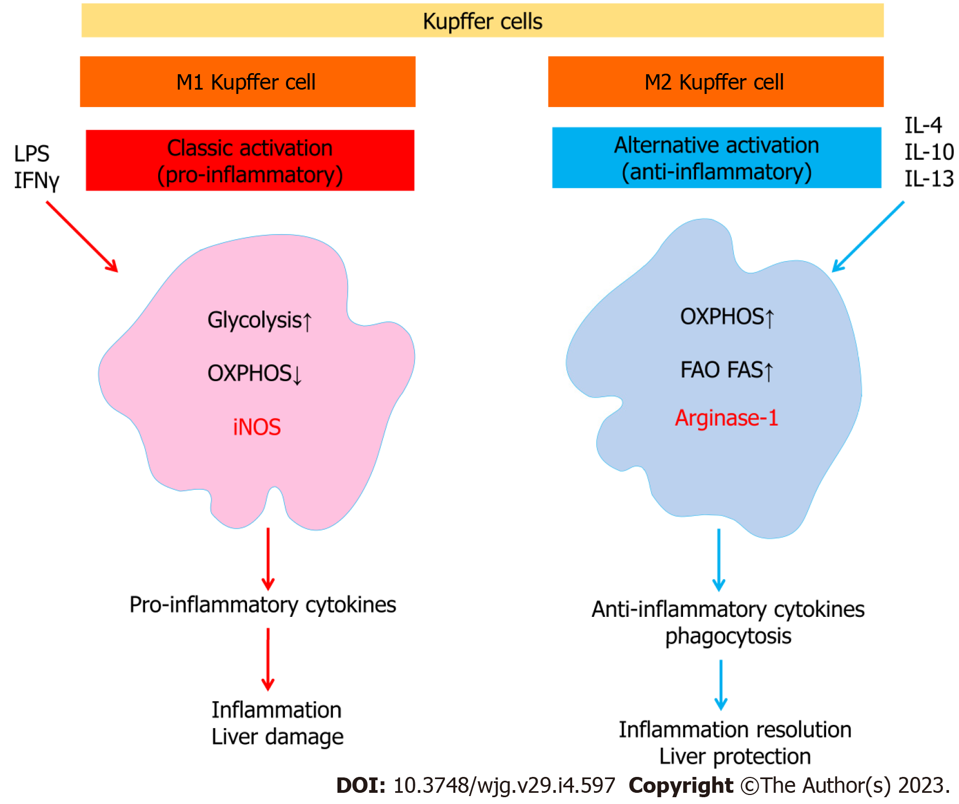 Kupffer cells
M1 Kupffer cell
M2 Kupffer cell
Classic activation
(pro-inflammatory)
Alternative activation
(anti-inflammatory)
LPS
IFNγ
IL-4
IL-10
IL-13
Glycolysis↑
OXPHOS↓
iNOS
OXPHOS↑
FAO FAS↑
Arginase-1
Pro-inflammatory cytokines
Anti-inflammatory cytokines
phagocytosis
Inflammation
Liver damage
Inflammation resolution
Liver protection
DOI: 10.3748/wjg.v29.i4.597 Copyright ©The Author(s) 2023.